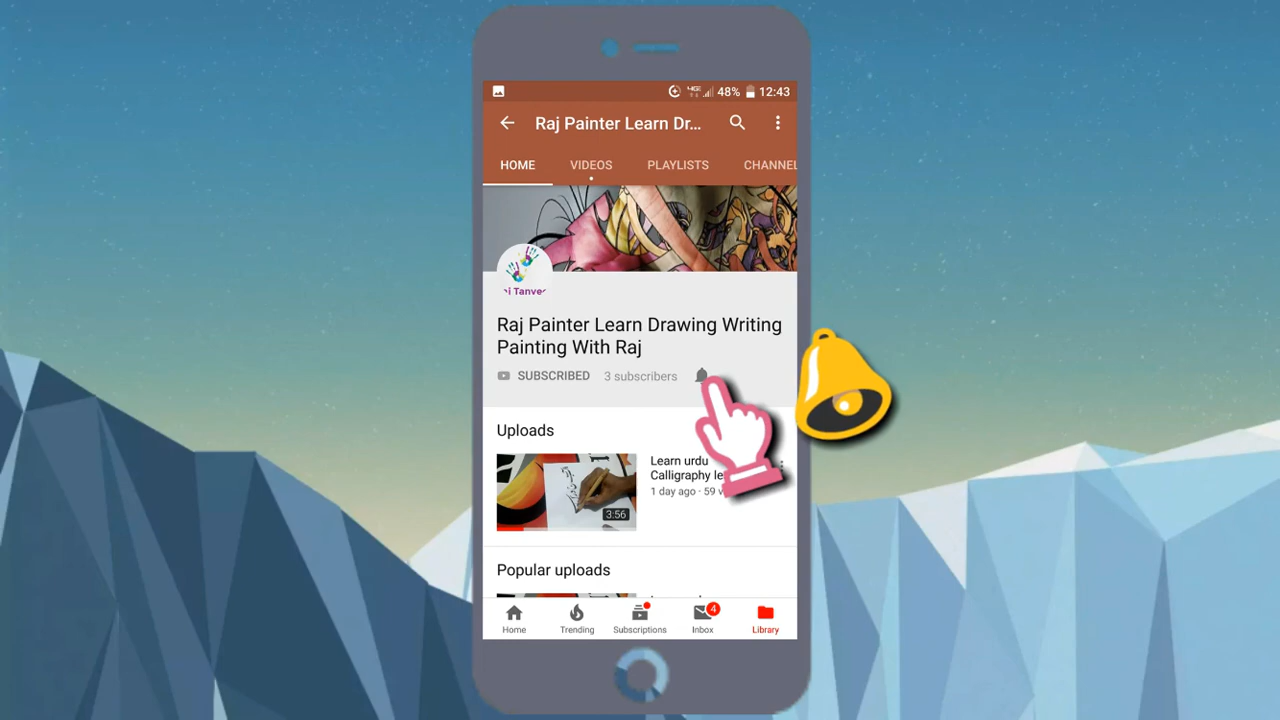 48% 12:43
Raj Painter Learn Dr...
HOME VIDEOS PLAYLISTS CHANNEL
Raj Painter Learn Drawing Writing
Painting With Raj
SUBSCRIBED 3 subscribers
Uploads
Learn urdu
Calligraphy le
1 day ago · 59 v
3:56
Popular uploads
4
Home Trending Subscriptions Inbox Library